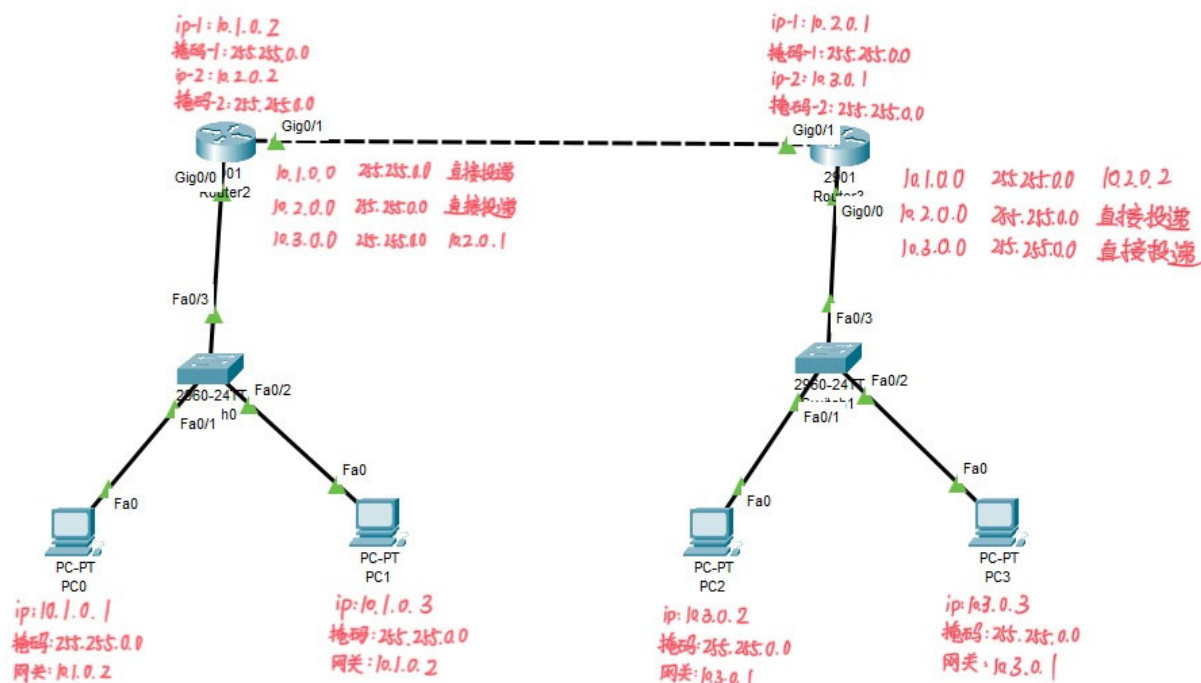 ip-1:10.1.0.2
掩码-1:255.255.0.0
ip-2:10.2.0.2
掩码-2:255.255.0.0
ip-1:10.2.0.1
掩码-1:255.255.0.0
ip-2:10.3.0.1
掩码-2:255.255.0.0
Gig0/1
Gig0/1
Gig0/0
Router2
10.1.0.0 255.255.0.0 直接投递
10.2.0.0 255.255.0.0 直接投递
10.3.0.0 255.255.0.0 10.2.0.1
2901
Gig0/0
10.1.0.0 255.255.0.0 10.2.0.2
10.2.0.0 255.255.0.0 直接投递
10.3.0.0 255.255.0.0 直接投递
Fa0/3
Fa0/2
Fa0/1
Fa0
Fa0
Fa0/3
Fa0/2
Fa0/1
Fa0
Fa0
PC-PT
PC0
PC-PT
PC1
PC-PT
PC2
PC-PT
PC3
ip:10.1.0.1
掩码:255.255.0.0
网关:10.1.0.2
ip:10.1.0.3
掩码:255.255.0.0
网关:10.1.0.2
ip:10.3.0.2
掩码:255.255.0.0
网关:10.3.0.1
ip:10.3.0.3
掩码:255.255.0.0
网关:10.3.0.1